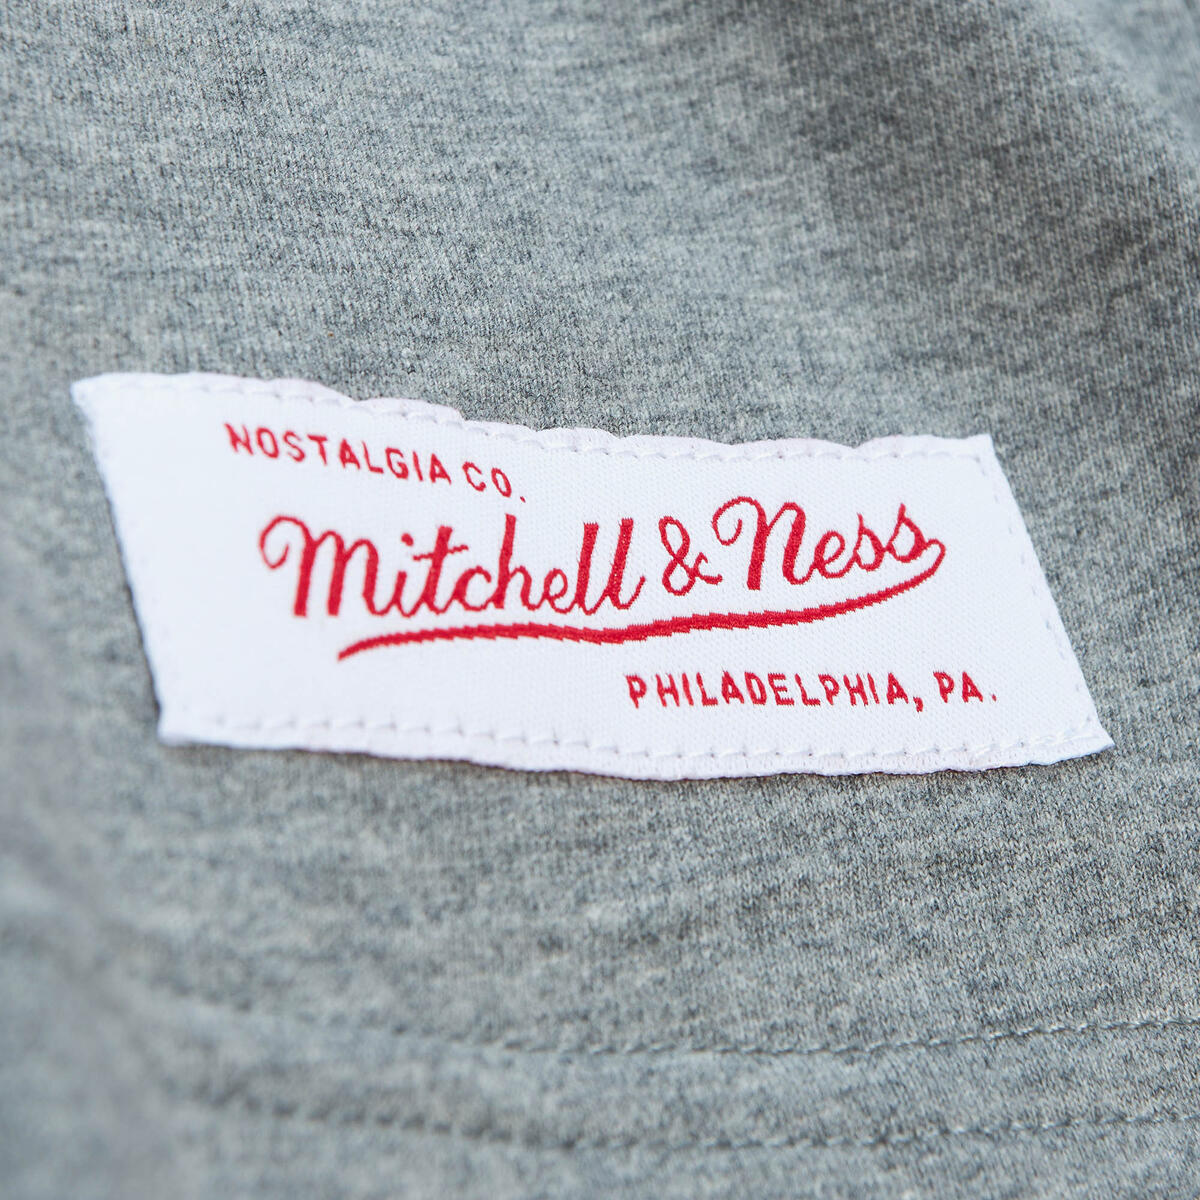 NOSTALGIA CO.
Mitchell & Ness
PHILADELPHIA, PA.